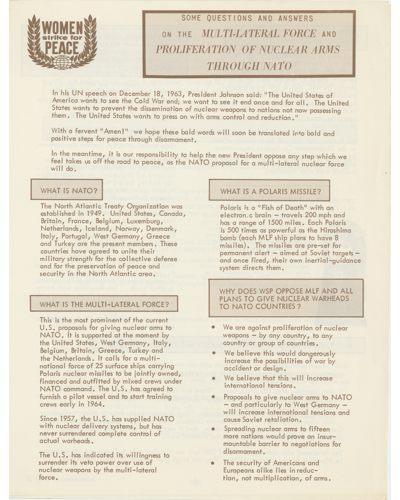 WOMEN
strike for
PEACE
SOME QUESTIONS AND ANSWERS
ON THE MULTI-LATERAL FORCE AND
PROLIFERATION OF NUCLEAR ARMS
THROUGH NATO
In his UN speech on December 18, 1963, President Johnson said: "The United States of
America wants to see the Cold War end; we want to see it end once and for all. The United
States wants to prevent the dissemination of nuclear weapons to nations not now possessing
them. The United States wants to press on with arms control and reduction."
With a fervent "Amen!" we hope these bold words will soon be translated into bold and
positive steps for peace through disarmament.
In the meantime, it is our responsibility to help the new President oppose any step which we
feel takes us off the road to peace, as the NATO proposal for a multi-lateral nuclear force
will do.
WHAT IS NATO?
The North Atlantic Treaty Organization was
established in 1949. United States, Canada,
Britain, France, Belgium, Luxemburg,
Netherlands, Iceland, Norway, Denmark,
Italy, Portugal, West Germany, Greece
and Turkey are the present members. These
countries have agreed to unite their
military strength for the collective defense
and for the preservation of peace and
security in the North Atlantic area.
WHAT IS THE MULTI-LATERAL FORCE?
This is the most prominent of the current
U.S. proposals for giving nuclear arms to
NATO. It is supported at the moment by
the United States, West Germany, Italy,
Belgium, Britain, Greece, Turkey and
the Netherlands. It calls for a multi-
national force of 25 surface ships carrying
Polaris nuclear missiles to be jointly owned,
financed and outfitted by mixed crews under
NATO command. The U.S. has agreed to
furnish a pilot vessel and to start training
crews early in 1964.
Since 1957, the U.S. has supplied NATO
with nuclear delivery systems, but has
never surrendered complete control of
actual warheads.
The U.S. has indicated its willingness to
surrender its veto power over use of
nuclear weapons by the multi-lateral
force.
WHAT IS A POLARIS MISSILE?
Polaris is a "Fish of Death" with an
electronic brain - travels 200 mph and
has a range of 1500 miles. Each Polaris
is 500 times as powerful as the Hiroshima
bomb (each MLF ship plans to have 8
missiles). The missiles are pre-set for
permanent alert - aimed at Soviet targets -
and once fired, their own inertial-guidance
system directs them.
WHY DOES WSP OPPOSE MLF AND ALL
PLANS TO GIVE NUCLEAR WARHEADS
TO NATO COUNTRIES?
• We are against proliferation of nuclear
weapons - by any country, to any
country or group of countries.
• We believe this would dangerously
increase the possibilities of war by
accident or design.
• We believe that this will increase
international tensions.
• Proposals to give nuclear arms to NATO
- and particularly to West Germany -
will increase international tensions and
cause Soviet retaliation.
• Spreading nuclear arms to fifteen
more nations would prove an insur-
mountable barrier to negotiations for
disarmament.
• The security of Americans and
Europeans alike lies in reduc-
tion, not multiplication, of arms.